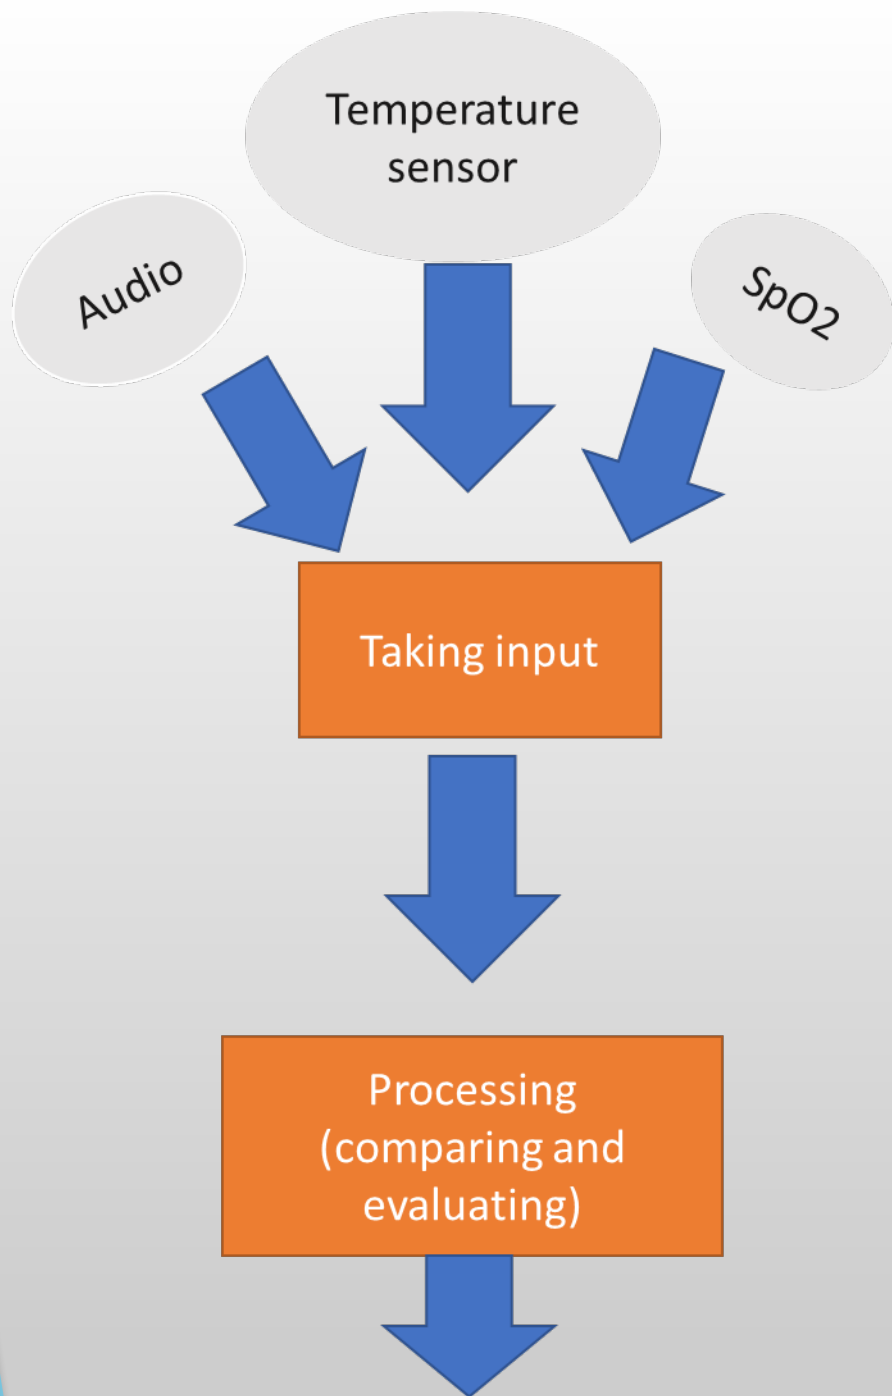 Temperature
sensor
Audio
SpO2
Taking input
Processing
(comparing and
evaluating)